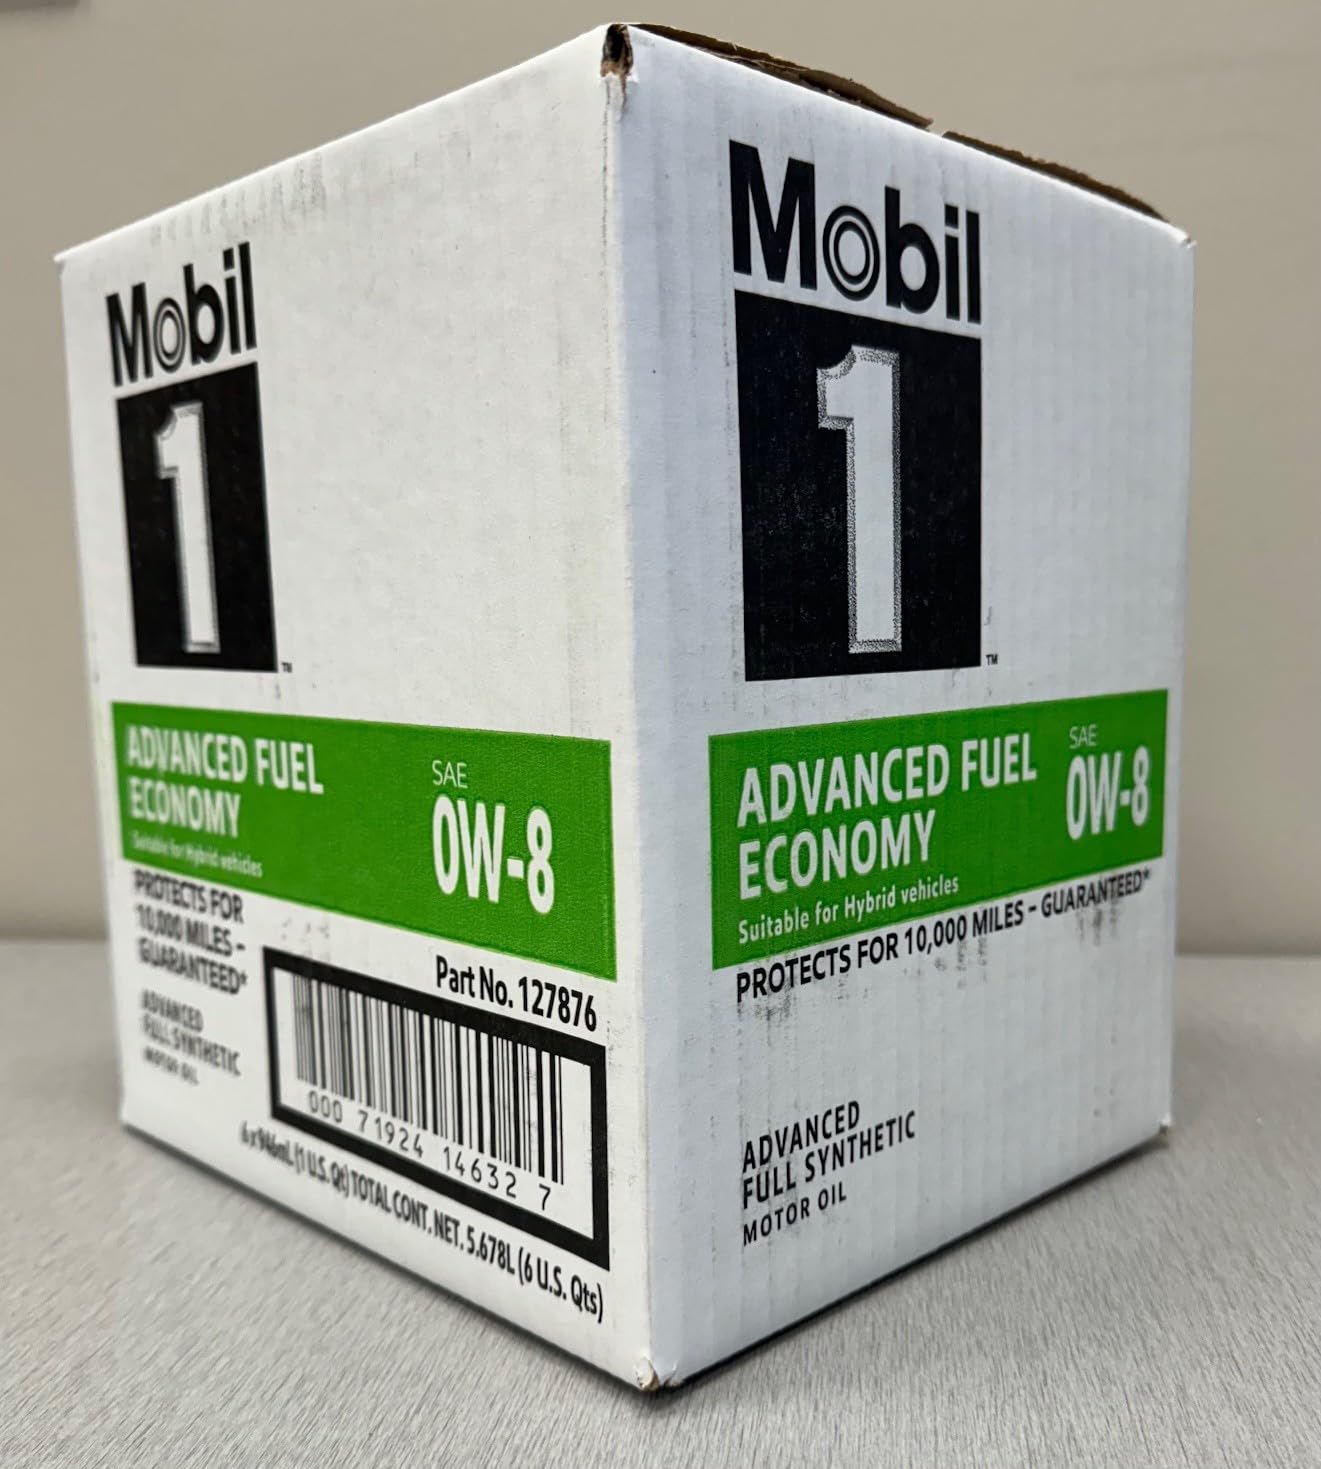 Mobil
1
TM
ADVANCED FUEL
ECONOMY
Suitable for Hybrid vehicles
SAE
0W-8
PROTECTS FOR
10,000 MILES –
GUARANTEED*
ADVANCED
FULL SYNTHETIC
MOTOR OIL
Part No. 127876
000 71924 14632 7
6x946mL (1 U.S. Qt) TOTAL CONT. NET. 5.678L (6 U.S. Qts)
Mobil
1
TM
ADVANCED FUEL
ECONOMY
Suitable for Hybrid vehicles
SAE
0W-8
PROTECTS FOR 10,000 MILES – GUARANTEED*
ADVANCED
FULL SYNTHETIC
MOTOR OIL